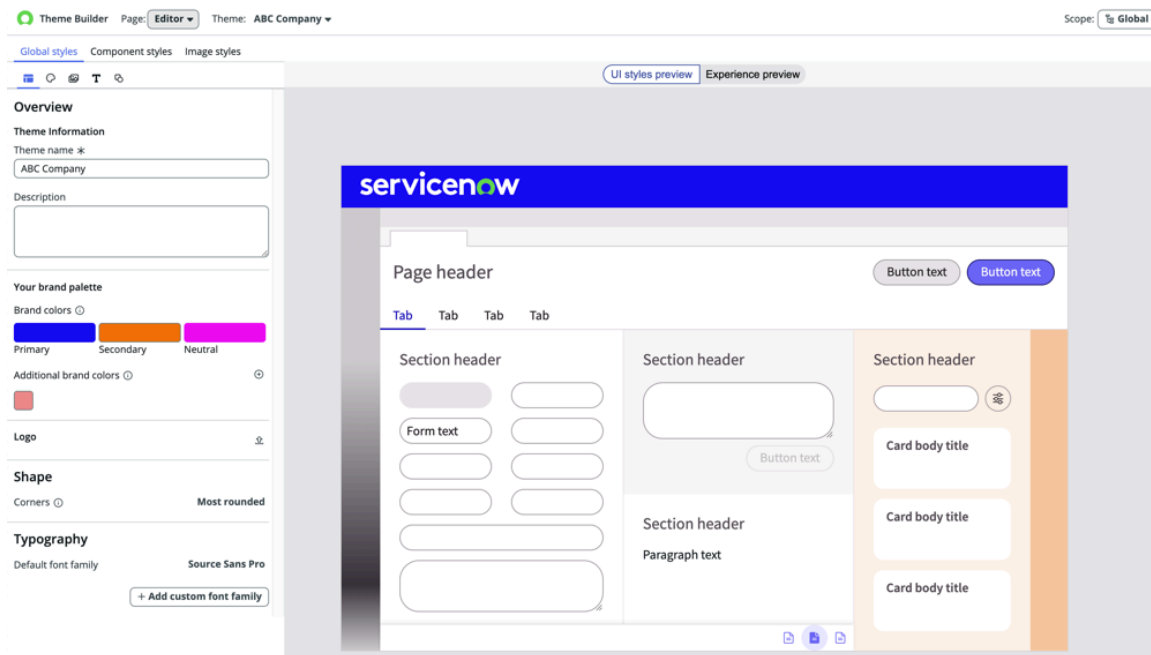 Theme Builder Page: Editor Theme: ABC Company Scope: Global
Global styles Component styles Image styles
UI styles preview Experience preview
Overview
Theme Information
Theme name *
ABC Company
Description
Your brand palette
Brand colors
Primary Secondary Neutral
Additional brand colors
Logo
Shape
Corners Most rounded
Typography
Default font family Source Sans Pro
+ Add custom font family
servicenow
Page header Button text Button text
Tab Tab Tab Tab
Section header Section header Section header
Form text
Button text
Card body title
Card body title
Section header
Paragraph text
Card body title